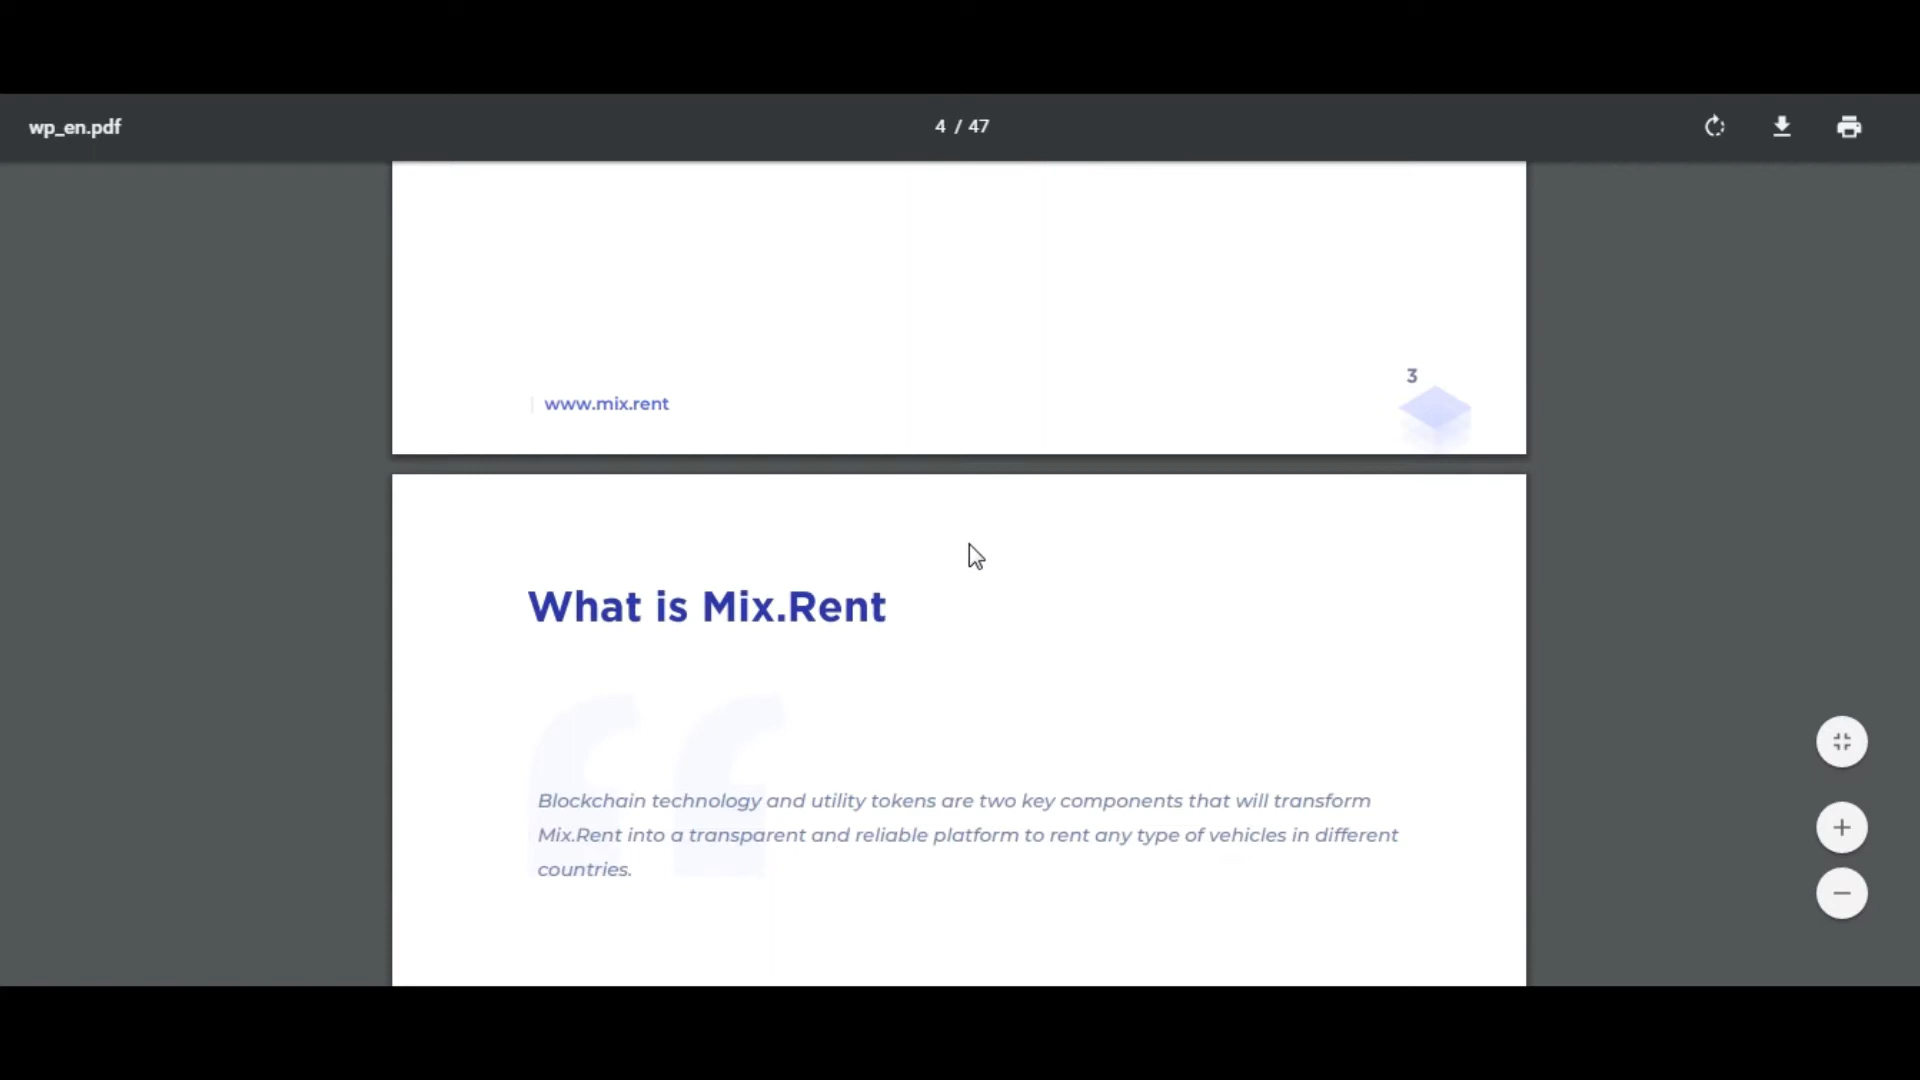 wp_en.pdf
4 / 47
3
www.mix.rent
What is Mix.Rent
Blockchain technology and utility tokens are two key components that will transform
Mix.Rent into a transparent and reliable platform to rent any type of vehicles in different
countries.